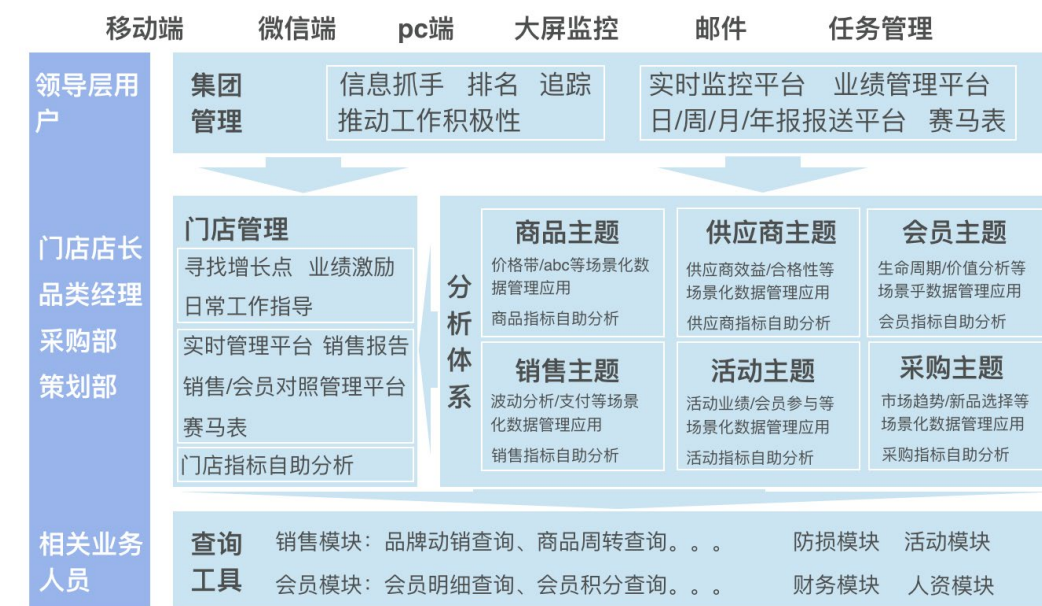 移动端 微信端 pc端 大屏监控 邮件 任务管理
领导层用
户
集团
管理
信息抓手 排名 追踪
推动工作积极性
实时监控平台 业绩管理平台
日/周/月/年报报送平台 赛马表
门店店长
品类经理
采购部
策划部
门店管理
寻找增长点 业绩激励
日常工作指导
实时管理平台 销售报告
销售/会员对照管理平台
赛马表
门店指标自助分析
分
析
体
系
商品主题
价格带/abc等场景化数
据管理应用
商品指标自助分析
供应商主题
供应商效益/合格性等
场景化数据管理应用
供应商指标自助分析
会员主题
生命周期/价值分析等
场景乎数据管理应用
会员指标自助分析
销售主题
波动分析/支付等场景
化数据管理应用
销售指标自助分析
活动主题
活动业绩/会员参与等
场景化数据管理应用
活动指标自助分析
采购主题
市场趋势/新品选择等
场景化数据管理应用
采购指标自助分析
相关业务
人员
查询
工具
销售模块：品牌动销查询、商品周转查询。。。 防损模块 活动模块
会员模块：会员明细查询、会员积分查询。。。 财务模块 人资模块